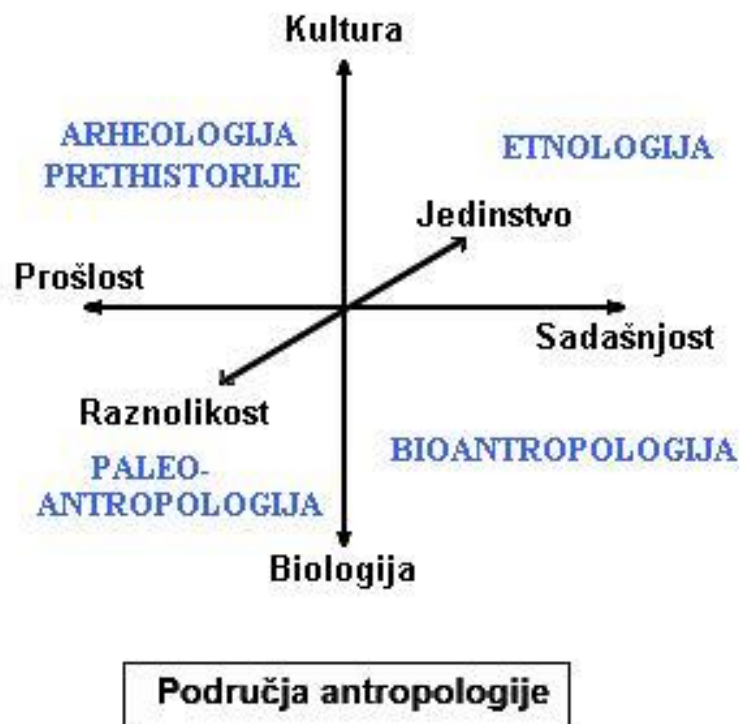 Kultura
ARHEOLOGIJA
PRETHISTORIJE
ETNOLOGIJA
Jedinstvo
Prošlost
Sadašnjost
Raznolikost
PALEO-
ANTROPOLOGIJA
BIOANTROPOLOGIJA
Biologija
Područja antropologije